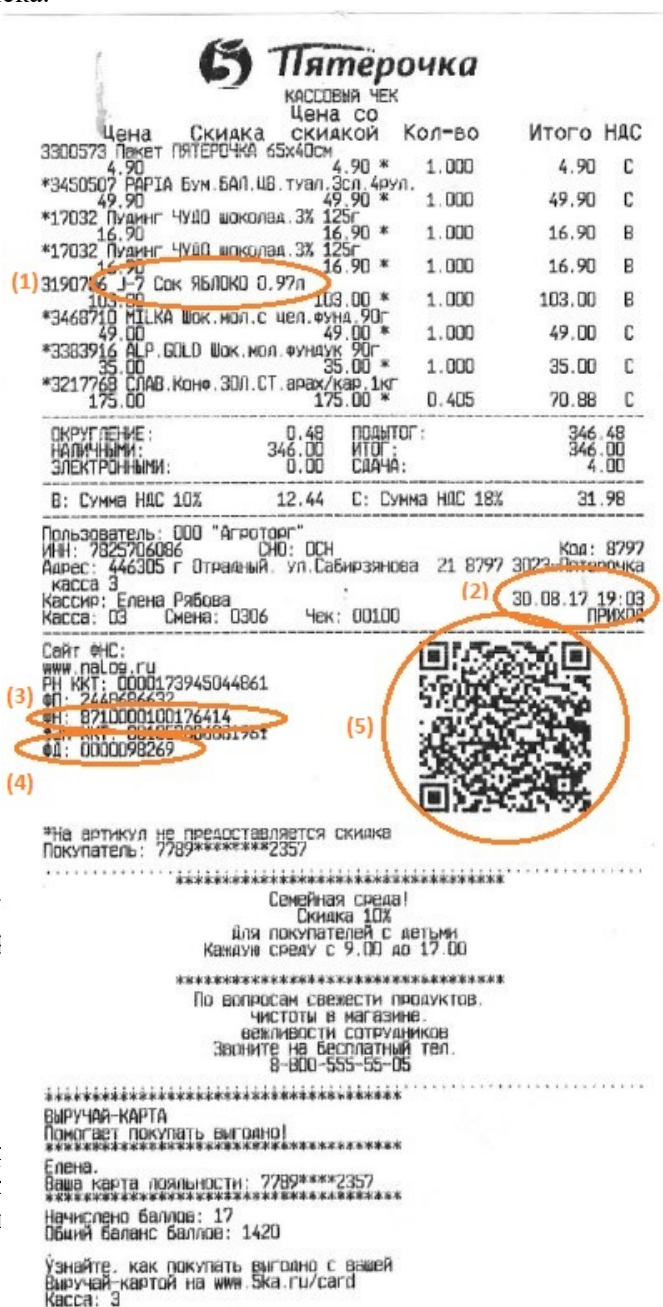 5 Пятёрочка
КАССОВЫЙ ЧЕК
Цена Скидка Цена со скидкой Кол-во Итого НДС
3300573 Пакет ПЯТЕРОЧКА 65х40см
4.90 4.90 * 1.000 4.90 С
*3450507 PAPIA Бум.БАЛ.ЦВ.туал.3сл.4рул.
49.90 49.90 * 1.000 49.90 С
*17032 Пудинг ЧУДО шоколад.3% 125г
16.90 16.90 * 1.000 16.90 В
*17032 Пудинг ЧУДО шоколад.3% 125г
16.90 16.90 * 1.000 16.90 В
(1) 3190786 J-7 Сок ЯБЛОКО 0.97л
103.00 103.00 * 1.000 103.00 В
*3468710 MILKA Шок.мол.с цел.фунд.90г
49.00 49.00 * 1.000 49.00 С
*3383916 ALP.GOLD Шок.мол.фундук 90г
35.00 35.00 * 1.000 35.00 С
*3217768 СЛАВ.Конф.ЗОЛ.СТ.арах/кар.1кг
175.00 175.00 * 0.405 70.88 С
ОКРУГЛЕНИЕ: 0.48 ПОДЫТОГ: 346.48
НАЛИЧНЫМИ: 346.00 ИТОГ: 346.00
ЭЛЕКТРОННЫМИ: 0.00 СДАЧА: 4.00
В: Сумма НДС 10% 12.44 С: Сумма НДС 18% 31.98
Пользователь: ООО "Агроторг"
ИНН: 7825706086 СНО: ОСН Код: 8797
Адрес: 446305 г Отрадный. ул.Сабирзянова 21 8797 3023-Пятерочка
касса 3
Кассир: Елена Рябова (2) 30.08.17 19:03
Касса: 03 Смена: 0306 Чек: 00100 ПРИХОД
Сайт ФНС:
www.nalog.ru
РН ККТ: 0000173945044861
(3) ФП: 2440686632
ФН: 8710000100176414
(5)
ФД: 0000098269
(4)
*На артикул не предоставляется скидка
Покупатель: 7789********2357
************************************
Семейная среда!
Скидка 10%
Для покупателей с детьми
Каждую среду с 9.00 до 17.00
************************************
По вопросам свежести продуктов.
чистоты в магазине.
вежливости сотрудников
Звоните на бесплатный тел.
8-800-555-55-05
***************************************
ВЫРУЧАЙ-КАРТА
Помогает покупать выгодно!
***************************************
Елена.
Ваша карта лояльности: 7789****2357
***************************************
Начислено баллов: 17
Общий баланс баллов: 1420
Узнайте. как покупать выгодно с вашей
Выручай-картой на www.5ka.ru/card
Касса: 3